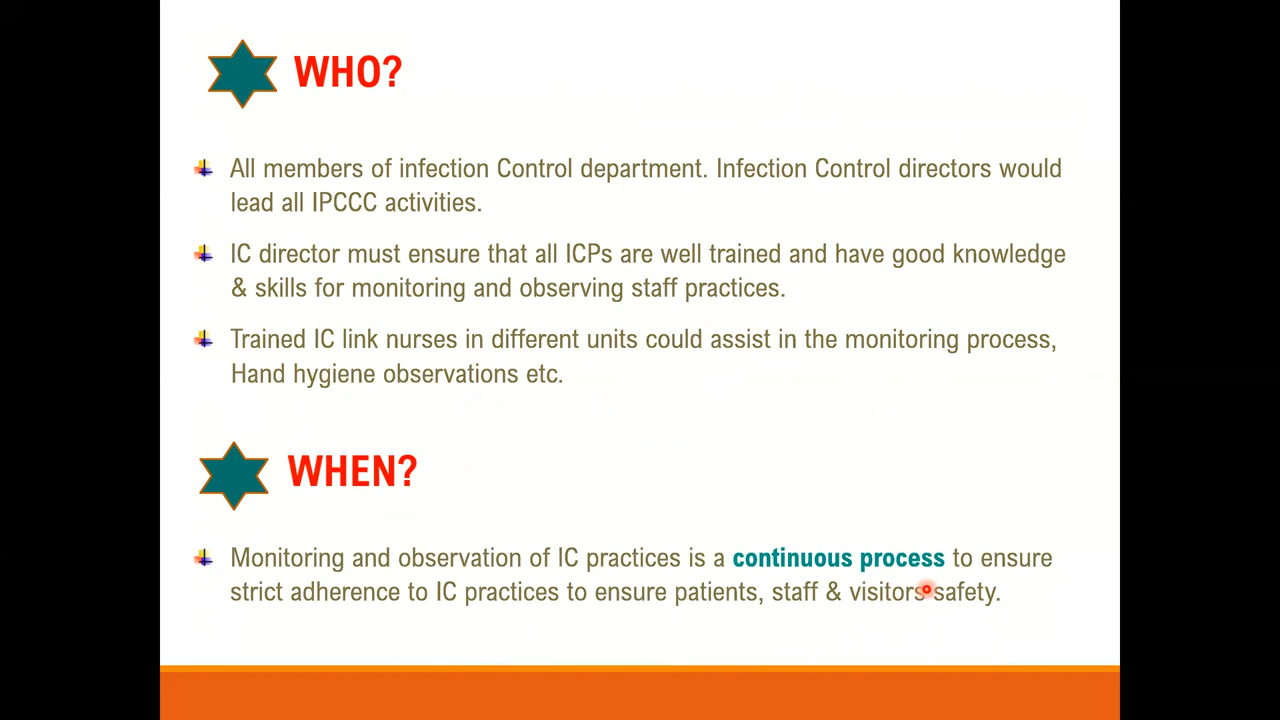 WHO?
All members of infection Control department. Infection Control directors would
lead all IPCCC activities.
IC director must ensure that all ICPs are well trained and have good knowledge
& skills for monitoring and observing staff practices.
Trained IC link nurses in different units could assist in the monitoring process,
Hand hygiene observations etc.
WHEN?
Monitoring and observation of IC practices is a continuous process to ensure
strict adherence to IC practices to ensure patients, staff & visitors safety.